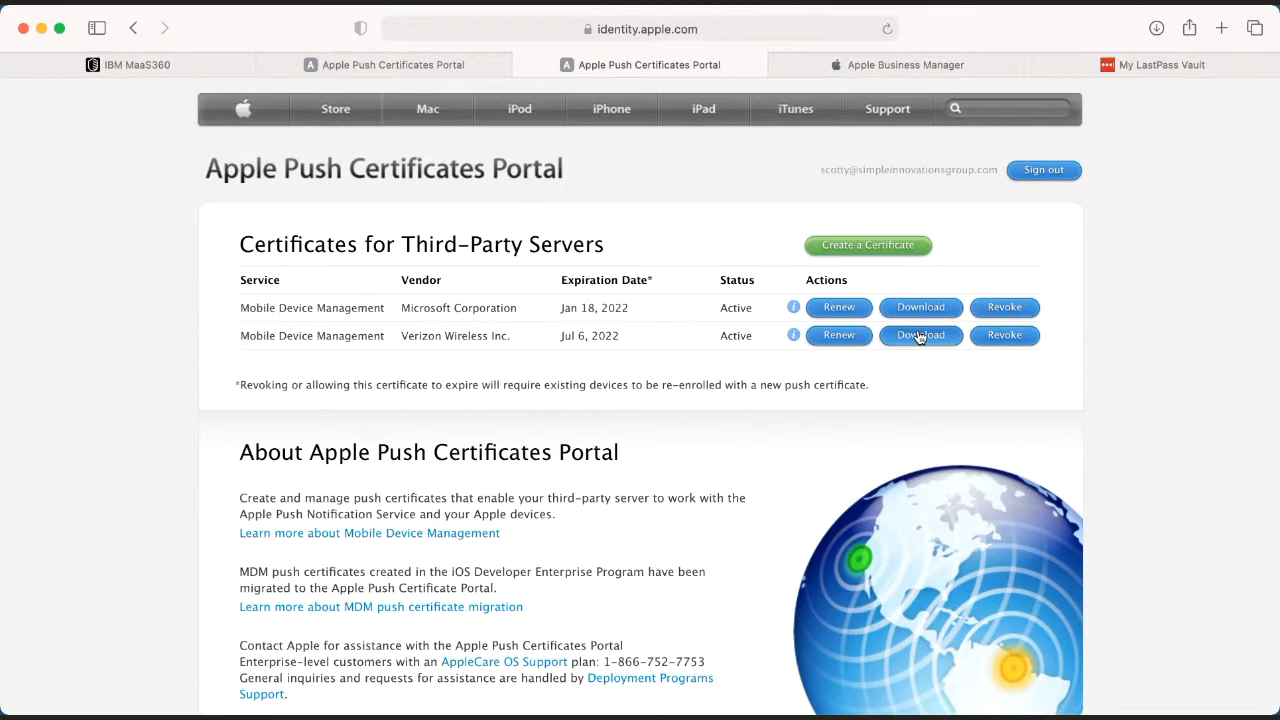 identity.apple.com
IBM MaaS360
Apple Push Certificates Portal
Apple Push Certificates Portal
Apple Business Manager
My LastPass Vault
Store Mac iPod iPhone iPad iTunes Support
Apple Push Certificates Portal
scotty@simpleinnovationsgroup.com Sign out
Certificates for Third-Party Servers
Create a Certificate
Service Vendor Expiration Date* Status Actions
Mobile Device Management Microsoft Corporation Jan 18, 2022 Active i Renew Download Revoke
Mobile Device Management Verizon Wireless Inc. Jul 6, 2022 Active i Renew Download Revoke
*Revoking or allowing this certificate to expire will require existing devices to be re-enrolled with a new push certificate.
About Apple Push Certificates Portal
Create and manage push certificates that enable your third-party server to work with the
Apple Push Notification Service and your Apple devices.
Learn more about Mobile Device Management
MDM push certificates created in the iOS Developer Enterprise Program have been
migrated to the Apple Push Certificate Portal.
Learn more about MDM push certificate migration
Contact Apple for assistance with the Apple Push Certificates Portal
Enterprise-level customers with an AppleCare OS Support plan: 1-866-752-7753
General inquiries and requests for assistance are handled by Deployment Programs
Support.